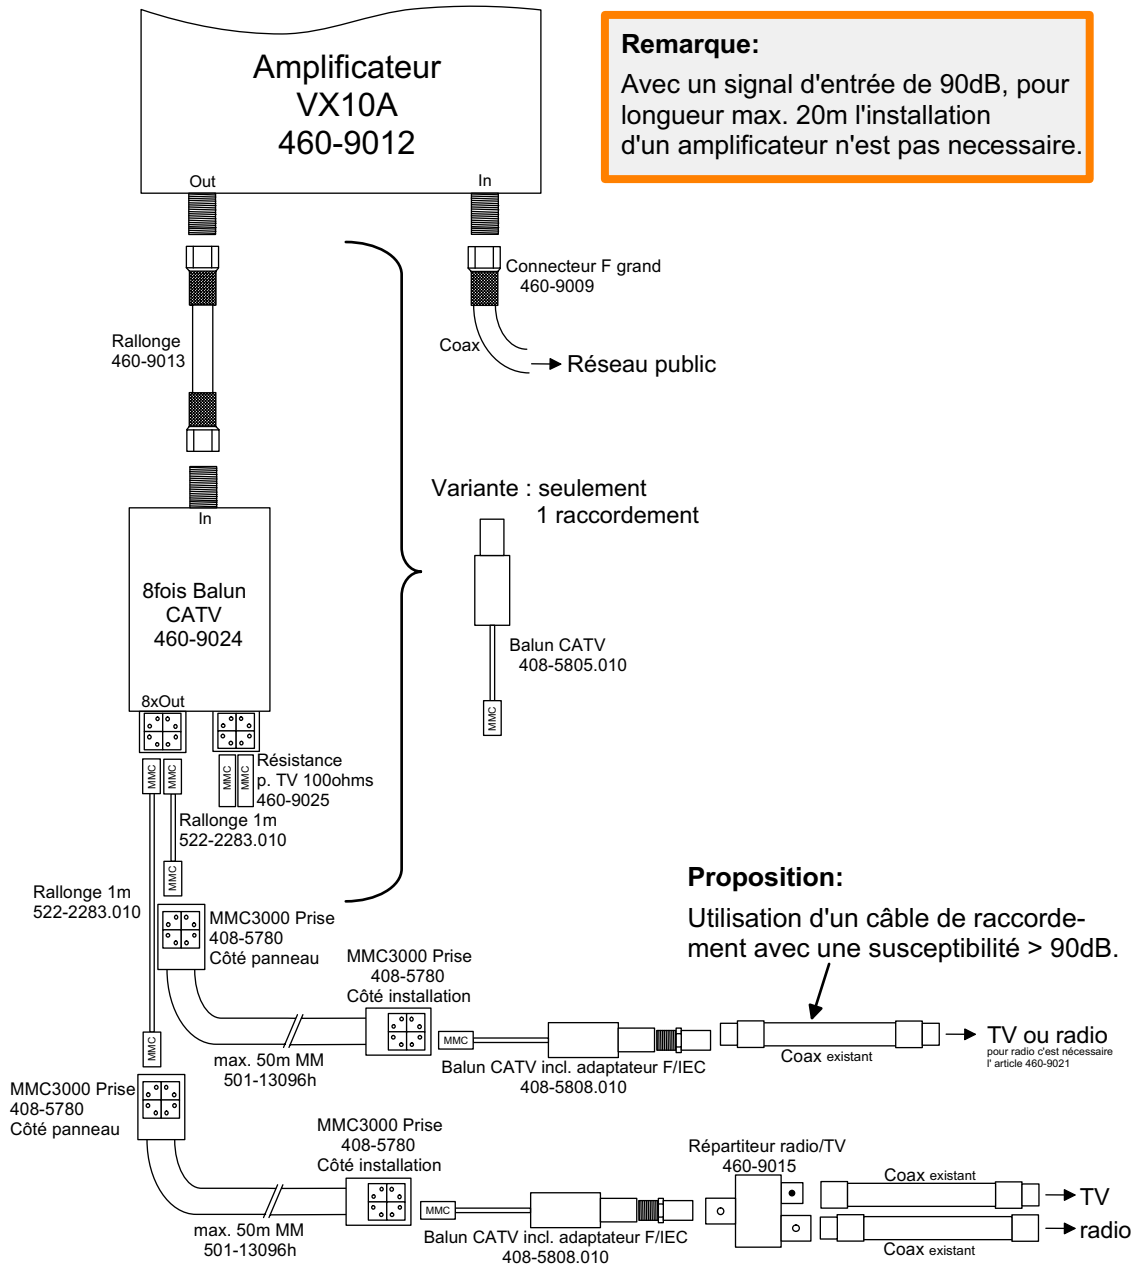 Amplificateur
VX10A
460-9012
Out
In
Remarque:
Avec un signal d'entrée de 90dB, pour
longueur max. 20m l'installation
d'un amplificateur n'est pas necessaire.
Connecteur F grand
460-9009
Coax
Réseau public
Rallonge
460-9013
In
8fois Balun
CATV
460-9024
8xOut
Variante : seulement
1 raccordement
Balun CATV
408-5805.010
MMC
MMC
MMC
MMC
MMC
Résistance
p. TV 100ohms
460-9025
Rallonge 1m
522-2283.010
MMC
Rallonge 1m
522-2283.010
MMC
MMC3000 Prise
408-5780
Côté panneau
MMC3000 Prise
408-5780
Côté installation
max. 50m MM
501-13096h
MMC
Balun CATV incl. adaptateur F/IEC
408-5808.010
Proposition:
Utilisation d'un câble de raccorde-
ment avec une susceptibilité > 90dB.
Coax existant
TV ou radio
pour radio c'est nécessaire
l' article 460-9021
MMC3000 Prise
408-5780
Côté panneau
MMC3000 Prise
408-5780
Côté installation
max. 50m MM
501-13096h
MMC
Balun CATV incl. adaptateur F/IEC
408-5808.010
Répartiteur radio/TV
460-9015
Coax existant
TV
radio
Coax existant